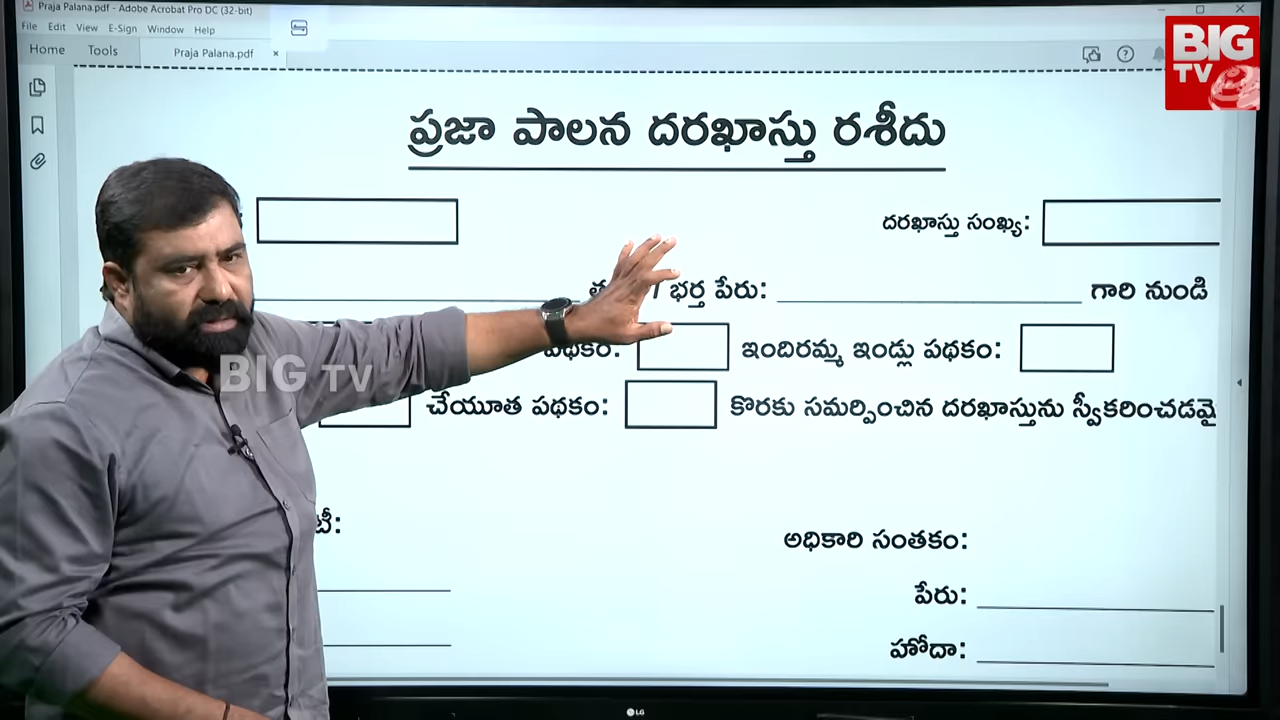 Praja Palana.pdf - Adobe Acrobat Pro DC (32-bit)
File Edit View E-Sign Window Help
Home Tools Praja Palana.pdf ×
BIG
TV
ప్రజా పాలన దరఖాస్తు రశీదు
దరఖాస్తు సంఖ్య:
/ భర్త పేరు: గారి నుండి
పథకం: ఇందిరమ్మ ఇండ్లు పథకం:
BIG TV
చేయూత పథకం: కొరకు సమర్పించిన దరఖాస్తును స్వీకరించడమై
టీ:
అధికారి సంతకం:
పేరు:
హోదా:
LG